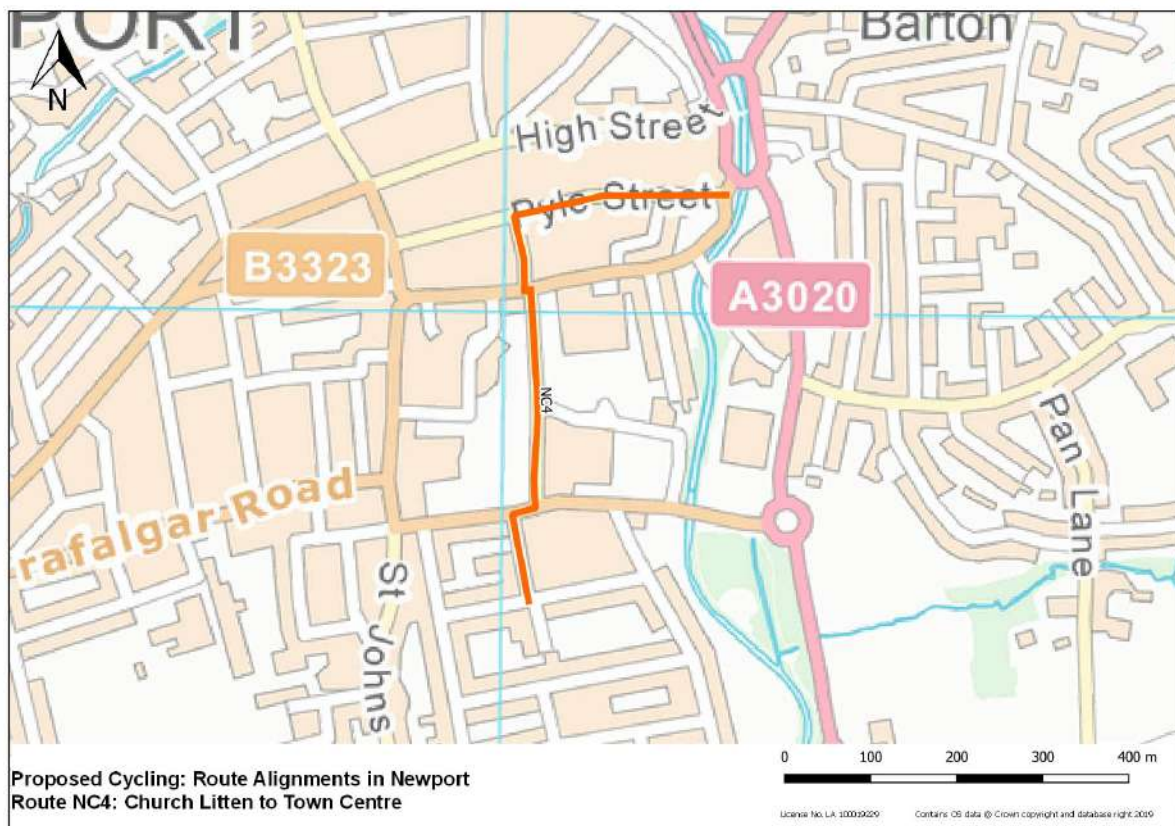 PORT
Barton
N
High Street
Pyle Street
B3323
A3020
NC4
Pan Lane
rafalgar Road
St Johns
Proposed Cycling: Route Alignments in Newport
Route NC4: Church Litten to Town Centre
0 100 200 300 400 m
License No. LA 100019229 Contains OS data @ Crown copyright and database right 2019